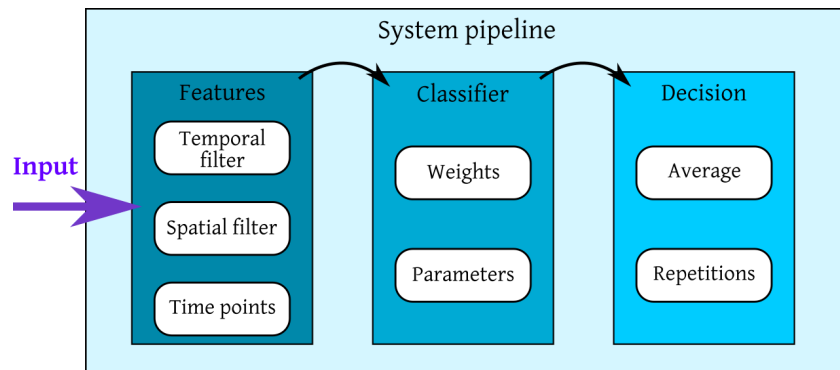 System pipeline
Features
Temporal
filter
Spatial filter
Time points
Classifier
Weights
Parameters
Decision
Average
Repetitions
Input